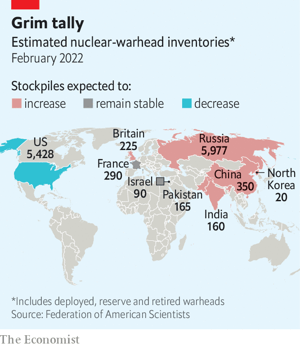 Grim tally
Estimated nuclear-warhead inventories*
February 2022
Stockpiles expected to:
increase
remain stable
decrease
US
5,428
Britain
225
France
290
Israel
90
Russia
5,977
China
350
North
Korea
20
Pakistan
165
India
160
*Includes deployed, reserve and retired warheads
Source: Federation of American Scientists
The Economist